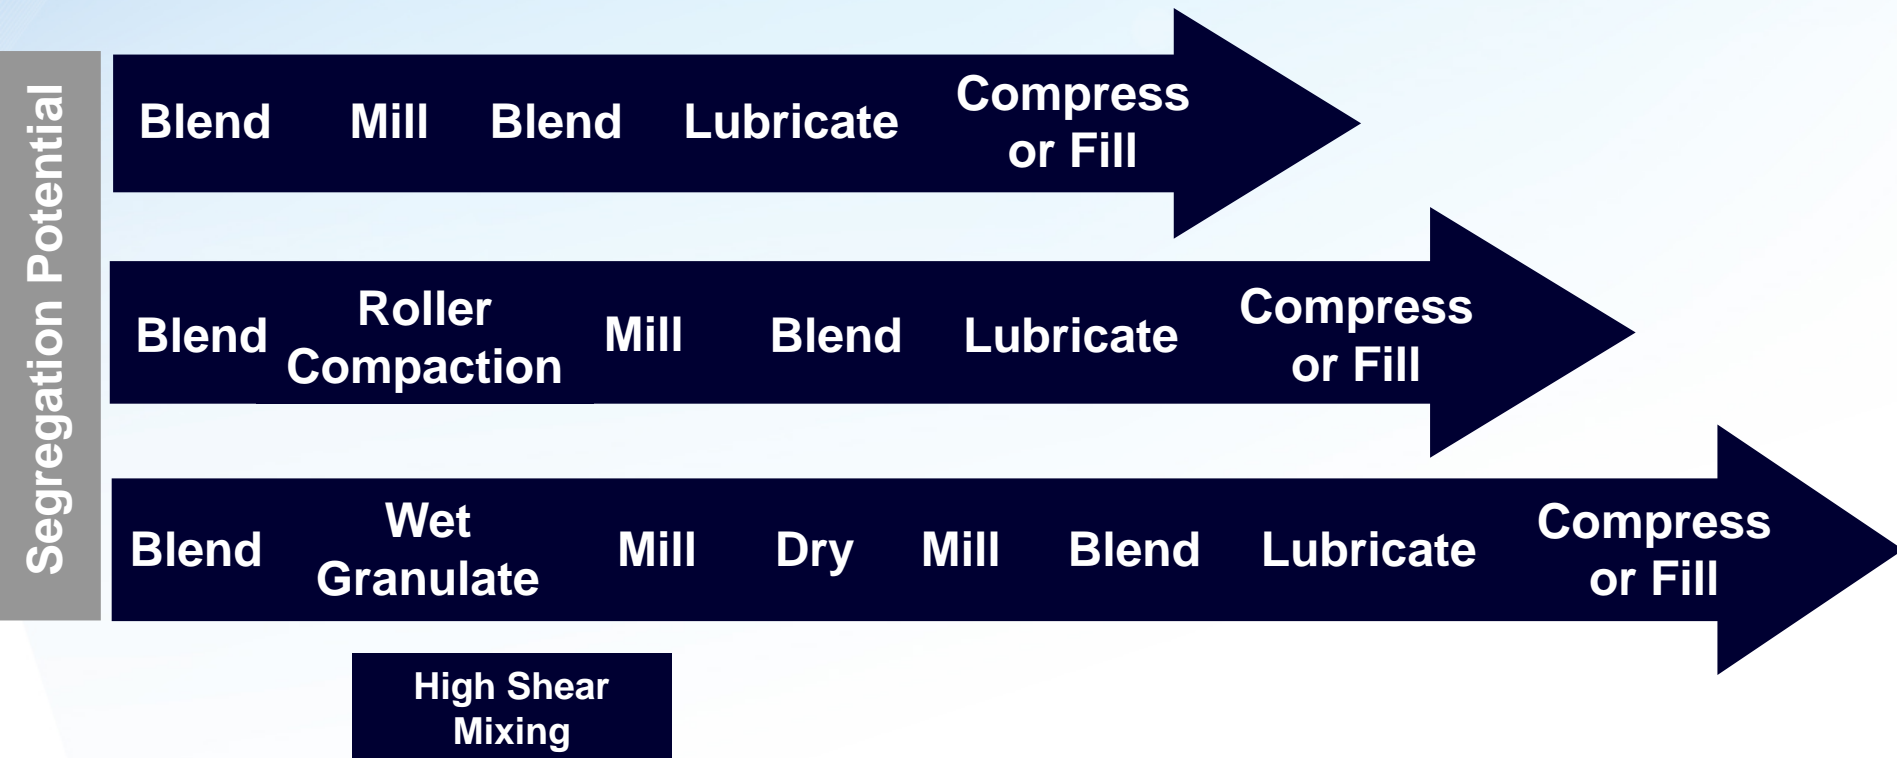 Segregation Potential
Blend Mill Blend Lubricate Compress
or Fill
Blend Roller
Compaction Mill Blend Lubricate Compress
or Fill
Blend Wet
Granulate Mill Dry Mill Blend Lubricate Compress
or Fill
High Shear
Mixing